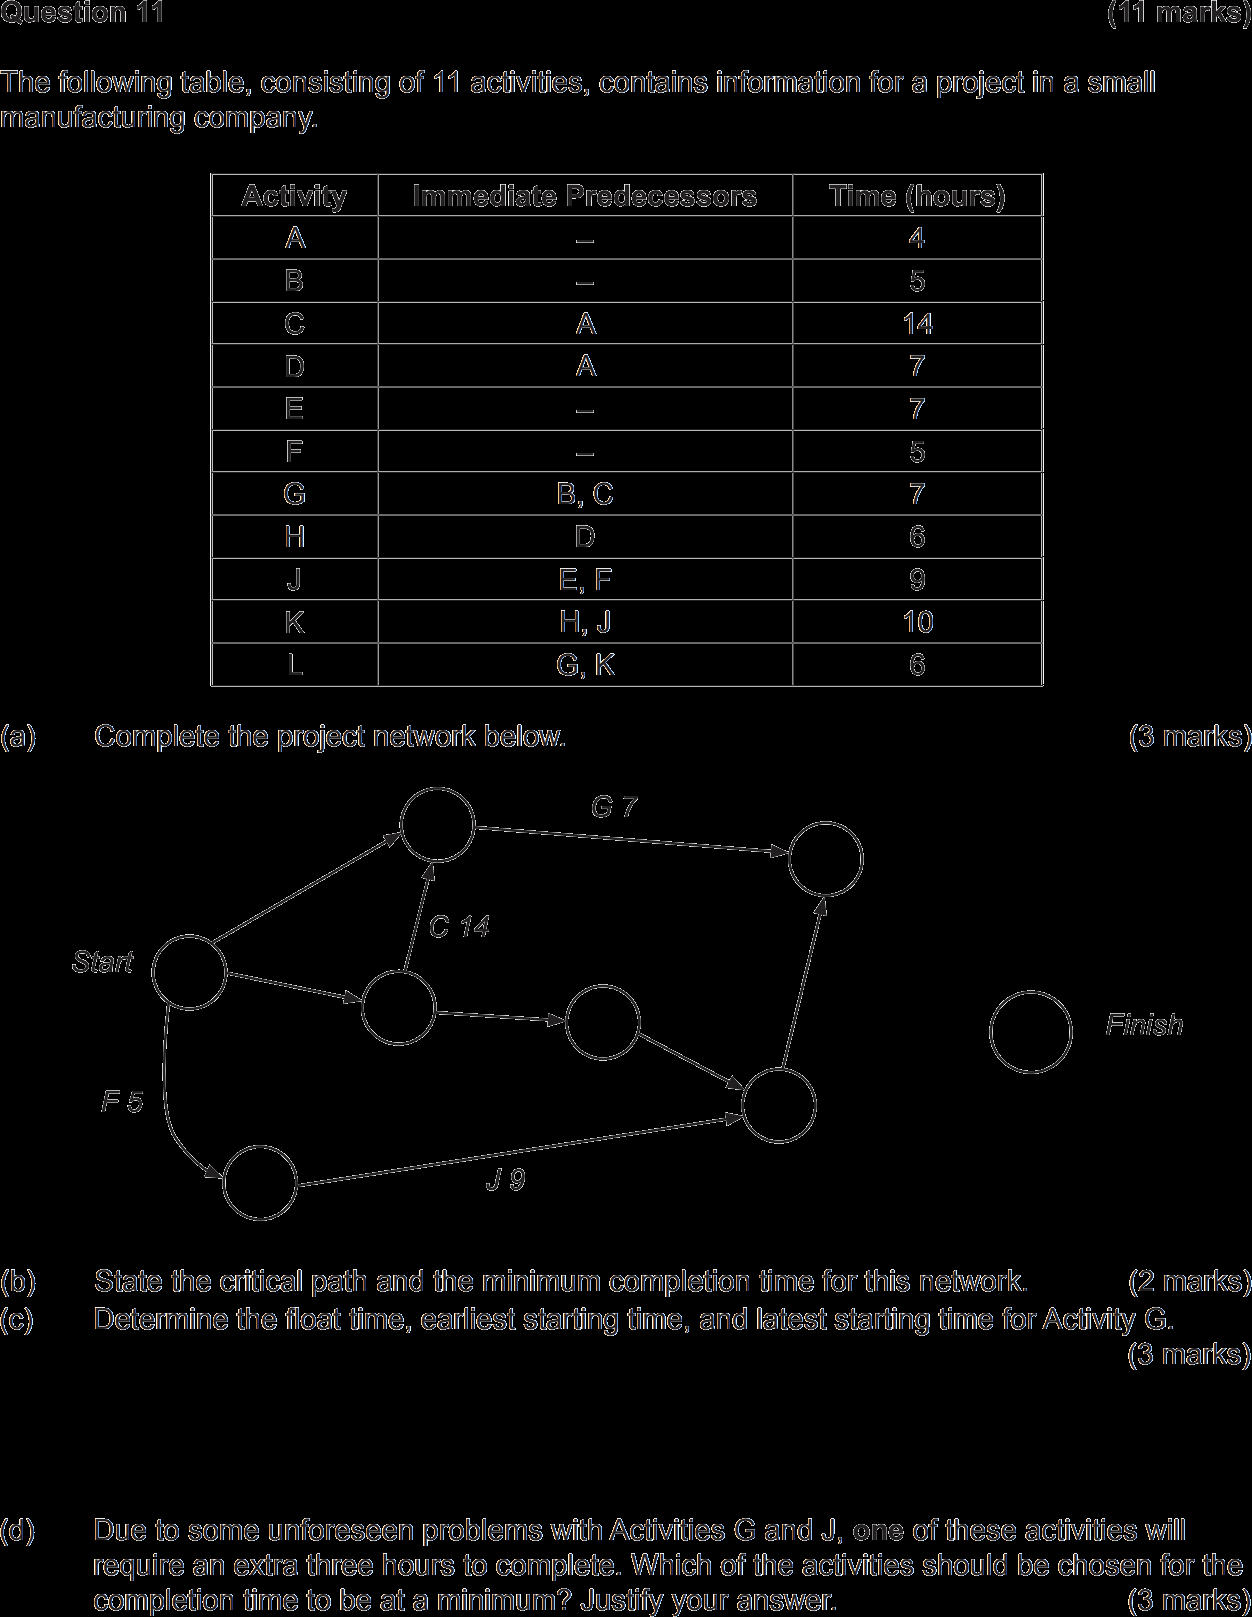 Question 11 (11 marks)
The following table, consisting of 11 activities, contains information for a project in a small
manufacturing company.
Activity Immediate Predecessors Time (hours)
A – 4
B – 5
C A 14
D A 7
E – 7
F – 5
G B, C 7
H D 6
J E, F 9
K H, J 10
L G, K 6
(a) Complete the project network below. (3 marks)
G 7
C 14
Start
Finish
F 5
J 9
(b) State the critical path and the minimum completion time for this network. (2 marks)
(c) Determine the float time, earliest starting time, and latest starting time for Activity G.
(3 marks)
(d) Due to some unforeseen problems with Activities G and J, one of these activities will
require an extra three hours to complete. Which of the activities should be chosen for the
completion time to be at a minimum? Justify your answer. (3 marks)